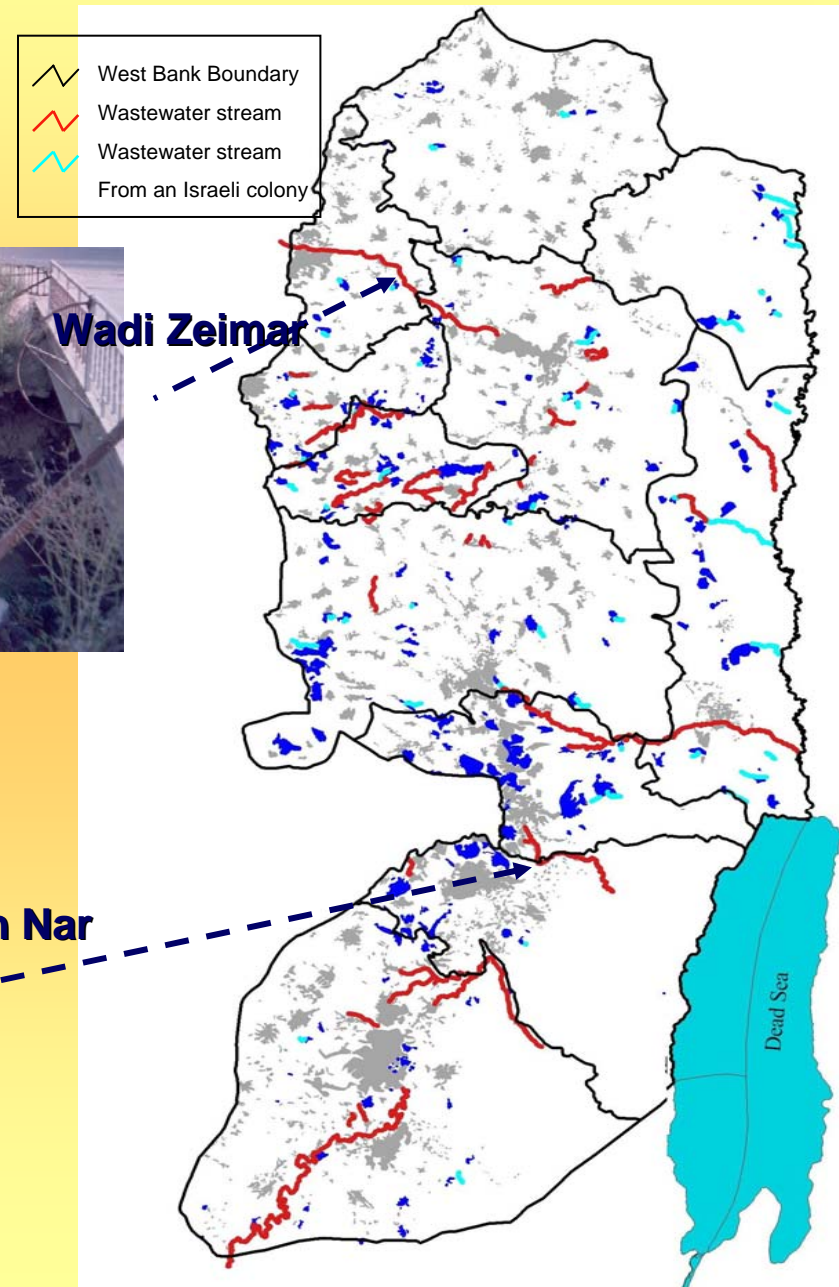 West Bank Boundary
Wastewater stream
Wastewater stream
From an Israeli colony
Wadi Zeimar
Nar
Dead Sea